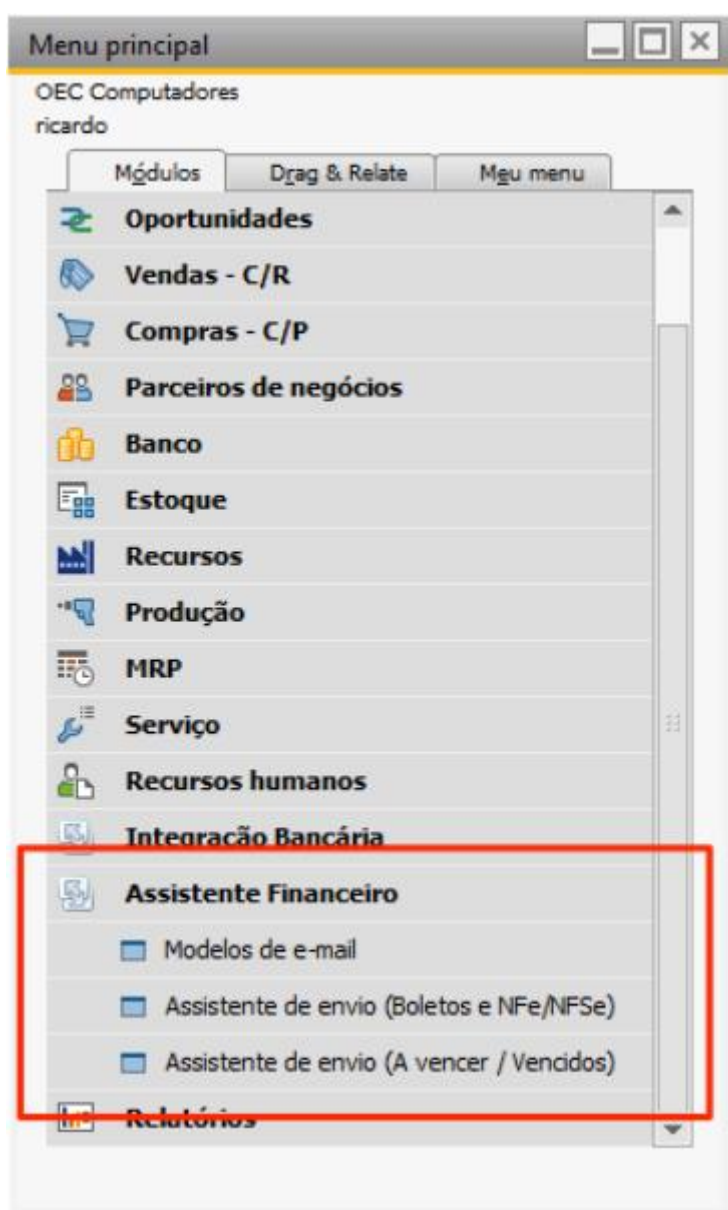 Menu principal
OEC Computadores
ricardo
Módulos Drag & Relate Meu menu
Oportunidades
Vendas - C/R
Compras - C/P
Parceiros de negócios
Banco
Estoque
Recursos
Produção
MRP
Serviço
Recursos humanos
Integração Bancária
Assistente Financeiro
Modelos de e-mail
Assistente de envio (Boletos e NFe/NFSe)
Assistente de envio (A vencer / Vencidos)
Relatórios